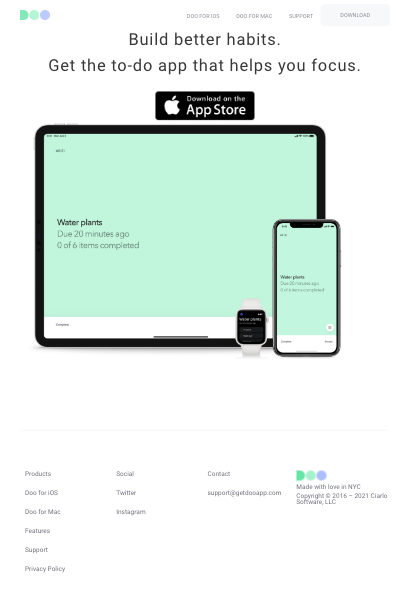 DOO FOR IOS DOO FOR MAC SUPPORT DOWNLOAD
Build better habits.
Get the to-do app that helps you focus.
Download on the
App Store
Water plants
Due 20 minutes ago
0 of 6 items completed
Complete
Water plants
Due 20 minutes ago
0 of 6 items completed
Complete
Water plants
Products
Doo for iOS
Doo for Mac
Features
Support
Privacy Policy
Social
Twitter
Instagram
Contact
support@getdooapp.com
Made with love in NYC
Copyright © 2016 – 2021 Ciarlo
Software, LLC